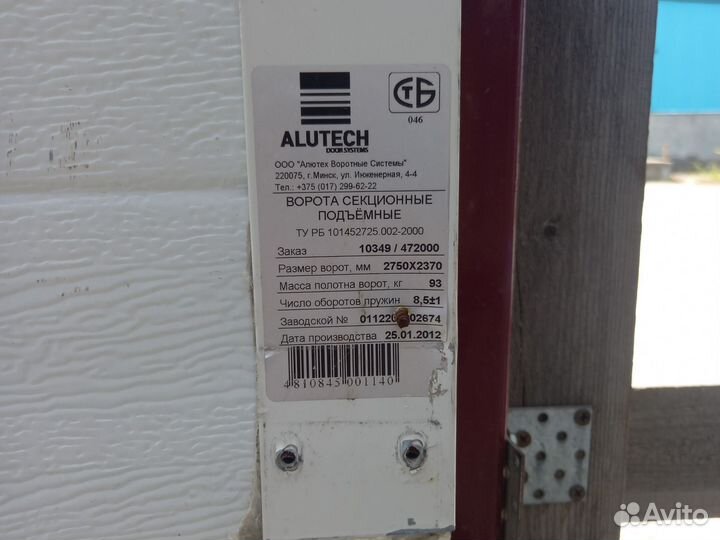 СТБ
046
ALUTECH
DOOR SYSTEMS
ООО "Алютех Воротные Системы"
220075, г.Минск, ул. Инженерная, 4-4
Тел.: +375 (017) 299-62-22
ВОРОТА СЕКЦИОННЫЕ
ПОДЪЁМНЫЕ
ТУ РБ 101452725.002-2000
Заказ 10349 / 472000
Размер ворот, мм 2750X2370
Масса полотна ворот, кг 93
Число оборотов пружин 8,5±1
Заводской №
Дата производства 25.01.2012
4810845001140
Avito